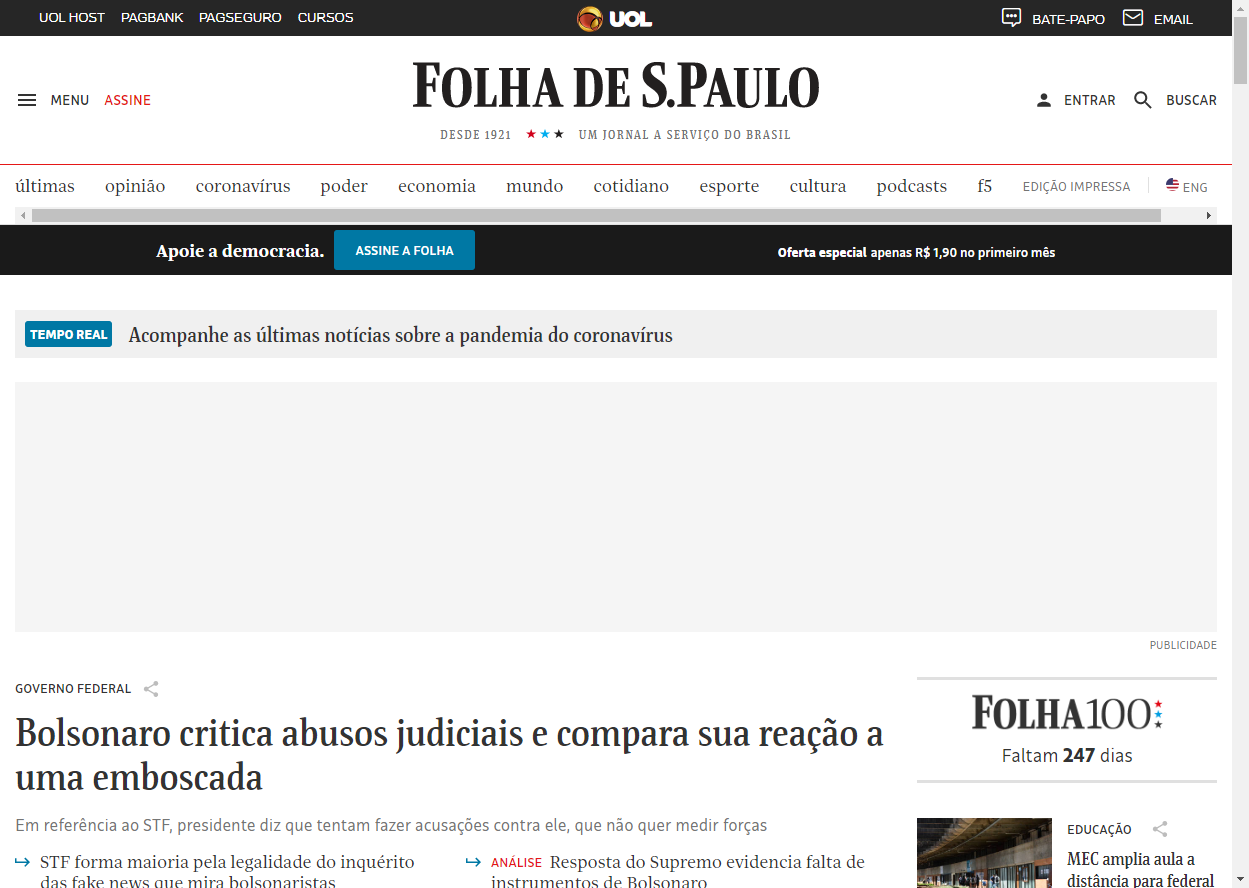 UOL HOST PAGBANK PAGSEGURO CURSOS UOL BATE-PAPO EMAIL
MENU ASSINE FOLHA DE S.PAULO ENTRAR BUSCAR
DESDE 1921 ★★★ UM JORNAL A SERVIÇO DO BRASIL
últimas opinião coronavírus poder economia mundo cotidiano esporte cultura podcasts f5 EDIÇÃO IMPRESSA ENG
Apoie a democracia. ASSINE A FOLHA Oferta especial apenas R$ 1,90 no primeiro mês
TEMPO REAL Acompanhe as últimas notícias sobre a pandemia do coronavírus
PUBLICIDADE
GOVERNO FEDERAL
Bolsonaro critica abusos judiciais e compara sua reação a
uma emboscada
Em referência ao STF, presidente diz que tentam fazer acusações contra ele, que não quer medir forças
STF forma maioria pela legalidade do inquérito
das fake news que mira bolsonaristas
ANÁLISE Resposta do Supremo evidencia falta de
instrumentos de Bolsonaro
FOLHA100
Faltam 247 dias
EDUCAÇÃO
MEC amplia aula a
distância para federal